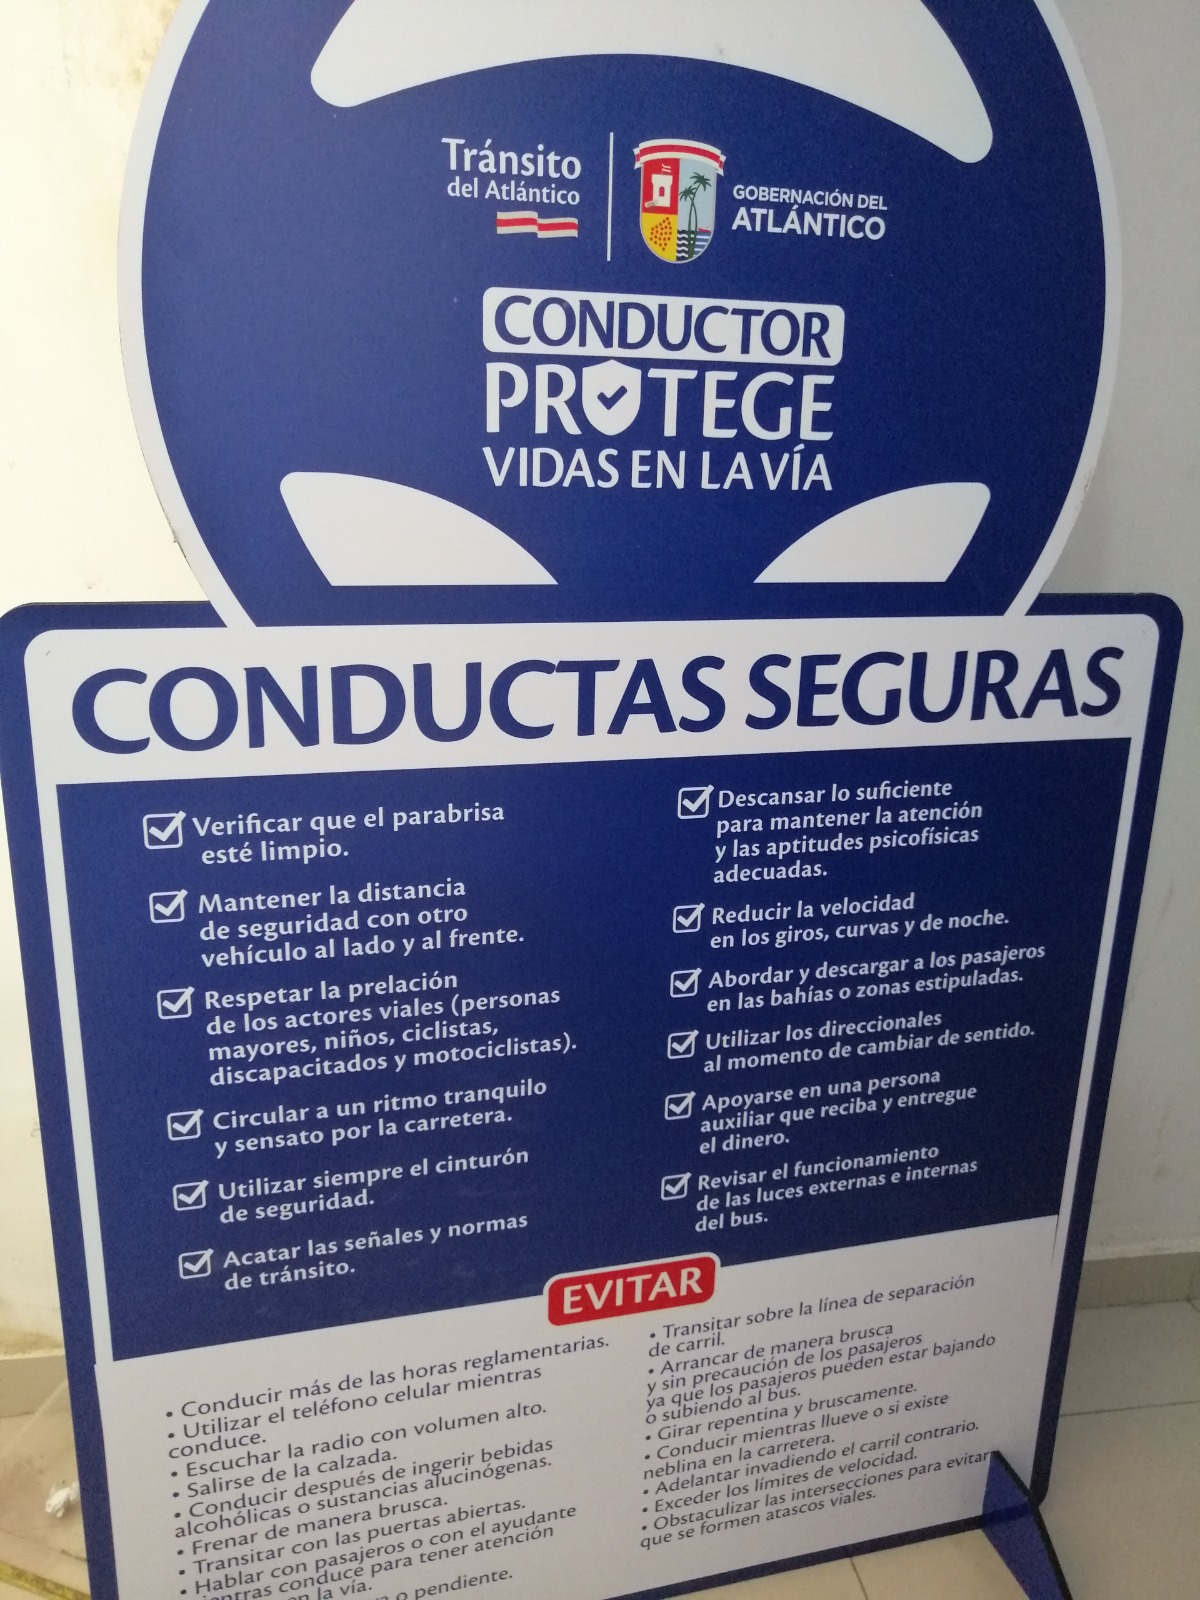 Tránsito
del Atlántico
GOBERNACIÓN DEL
ATLÁNTICO
CONDUCTOR
PROTEGE
VIDAS EN LA VÍA
CONDUCTAS SEGURAS
Verificar que el parabrisa
esté limpio.
Mantener la distancia
de seguridad con otro
vehículo al lado y al frente.
Respetar la prelación
de los actores viales (personas
mayores, niños, ciclistas,
discapacitados y motociclistas).
Circular a un ritmo tranquilo
y sensato por la carretera.
Utilizar siempre el cinturón
de seguridad.
Acatar las señales y normas
de tránsito.
Descansar lo suficiente
para mantener la atención
y las aptitudes psicofísicas
adecuadas.
Reducir la velocidad
en los giros, curvas y de noche.
Abordar y descargar a los pasajeros
en las bahías o zonas estipuladas.
Utilizar los direccionales
al momento de cambiar de sentido.
Apoyarse en una persona
auxiliar que reciba y entregue
el dinero.
Revisar el funcionamiento
de las luces externas e internas
del bus.
EVITAR
• Conducir más de las horas reglamentarias.
• Utilizar el teléfono celular mientras
conduce.
• Escuchar la radio con volumen alto.
• Salirse de la calzada.
• Conducir después de ingerir bebidas
alcohólicas o sustancias alucinógenas.
• Frenar de manera brusca.
• Transitar con las puertas abiertas.
• Hablar con pasajeros o con el ayudante
conduce para tener atención
en la vía.
o pendiente.
• Transitar sobre la línea de separación
de carril.
• Arrancar de manera brusca
y sin precaución de los pasajeros
ya que los pasajeros pueden estar bajando
o subiendo al bus.
• Girar repentina y bruscamente.
• Conducir mientras llueve o si existe
neblina en la carretera.
• Adelantar invadiendo el carril contrario.
• Exceder los límites de velocidad.
• Obstaculizar las intersecciones para evitar
que se formen atascos viales.